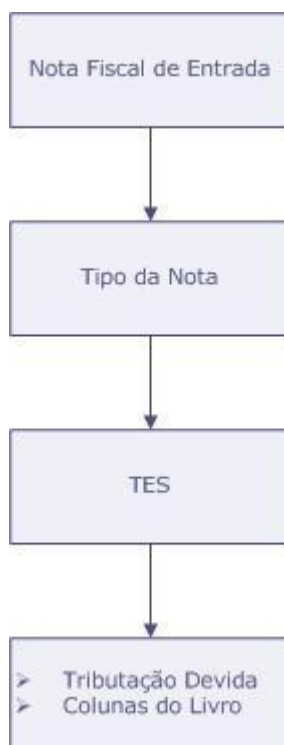 Nota Fiscal de Entrada
Tipo da Nota
TES
➢ Tributação Devida
➢ Colunas do Livro